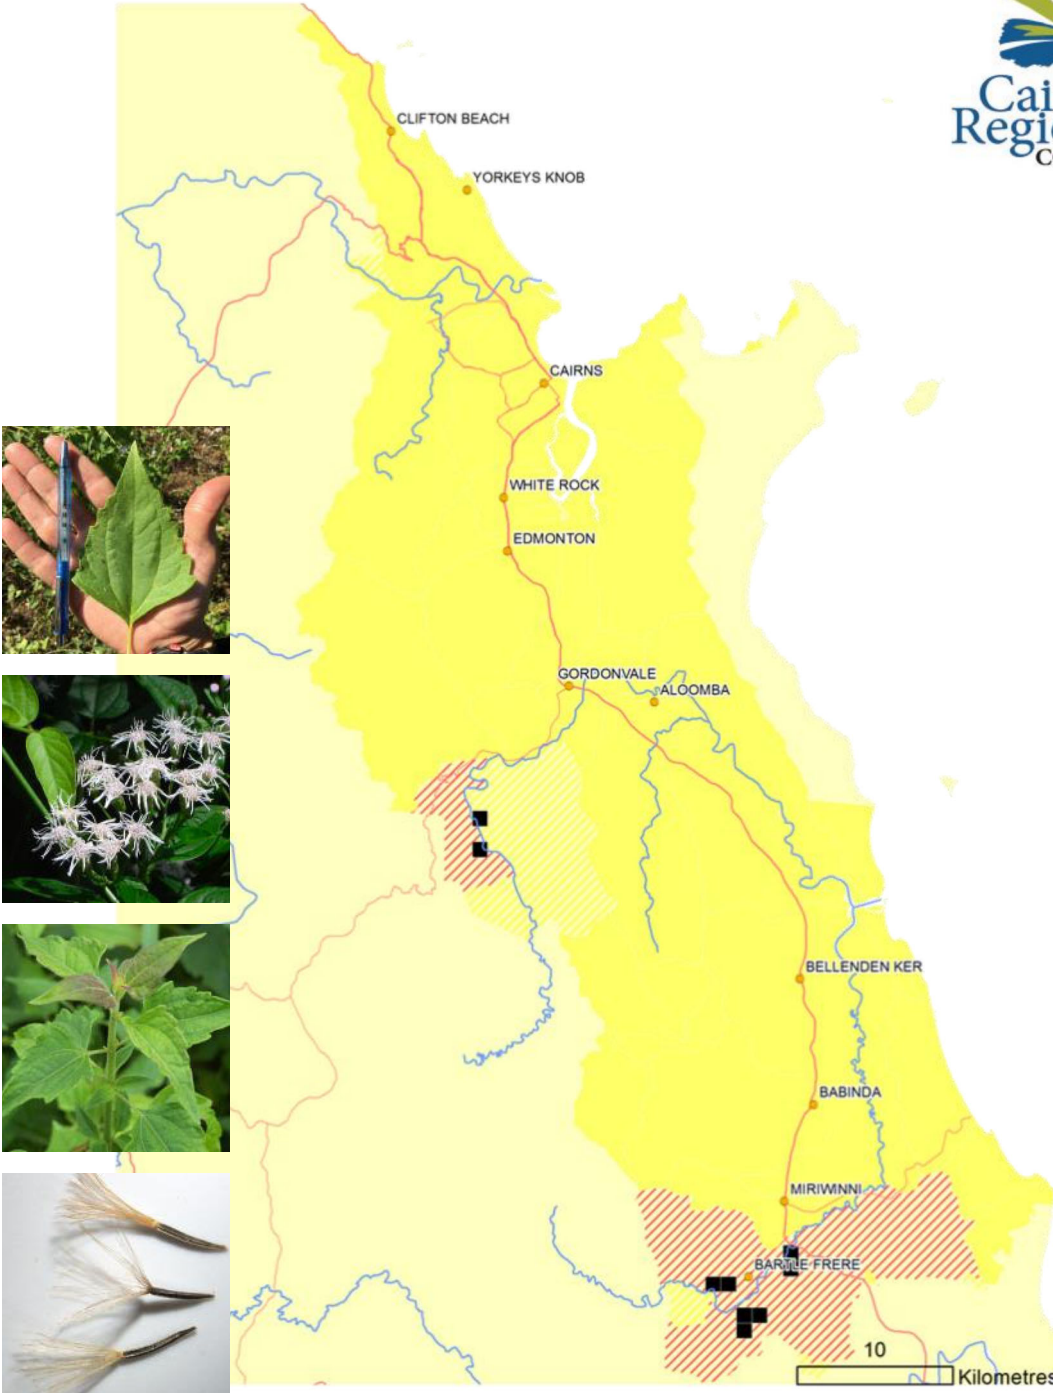 CLIFTON BEACH
YORKEYS KNOB
CAIRNS
WHITE ROCK
EDMONTON
GORDONVALE
ALOOMBA
BELLENDEN KER
BABINDA
MIRIWINNI
BARTLE FRERE
10
Kilometres